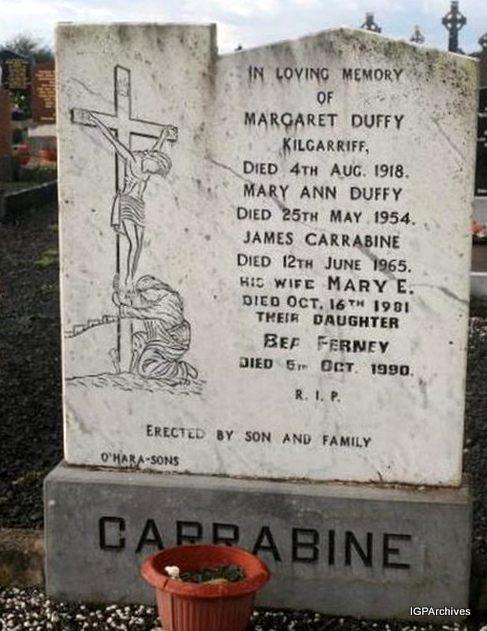 IN LOVING MEMORY
OF
MARGARET DUFFY
KILGARRIFF,
DIED 4TH AUG. 1918.
MARY ANN DUFFY
DIED 25TH MAY 1954.
JAMES CARRABINE
DIED 12TH JUNE 1965.
HIS WIFE MARY E.
DIED OCT. 16TH 1981
THEIR DAUGHTER
BEA FERNEY
DIED 5TH OCT. 1990.
R. I. P.
ERECTED BY SON AND FAMILY
O'HARA-SONS
CARRABINE
IGPArchives